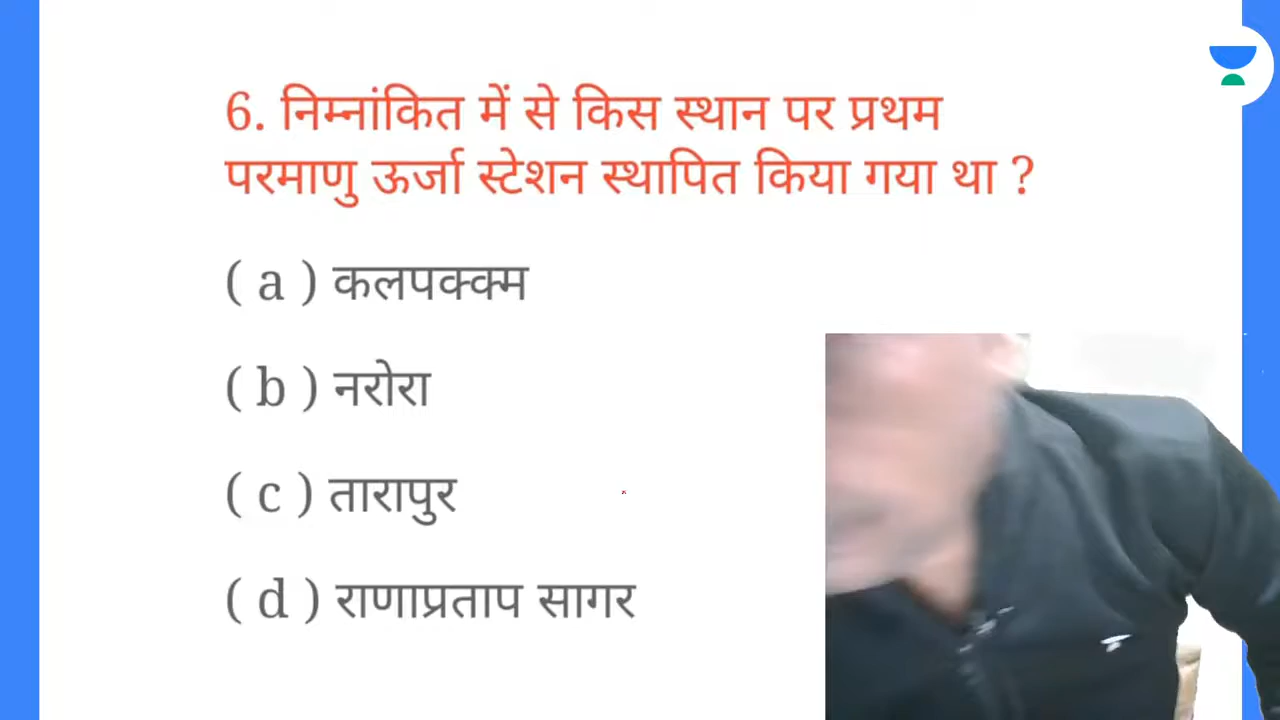 6. निम्नांकित में से किस स्थान पर प्रथम
परमाणु ऊर्जा स्टेशन स्थापित किया गया था ?
( a ) कलपक्क्म
( b ) नरोरा
( c ) तारापुर
( d ) राणाप्रताप सागर